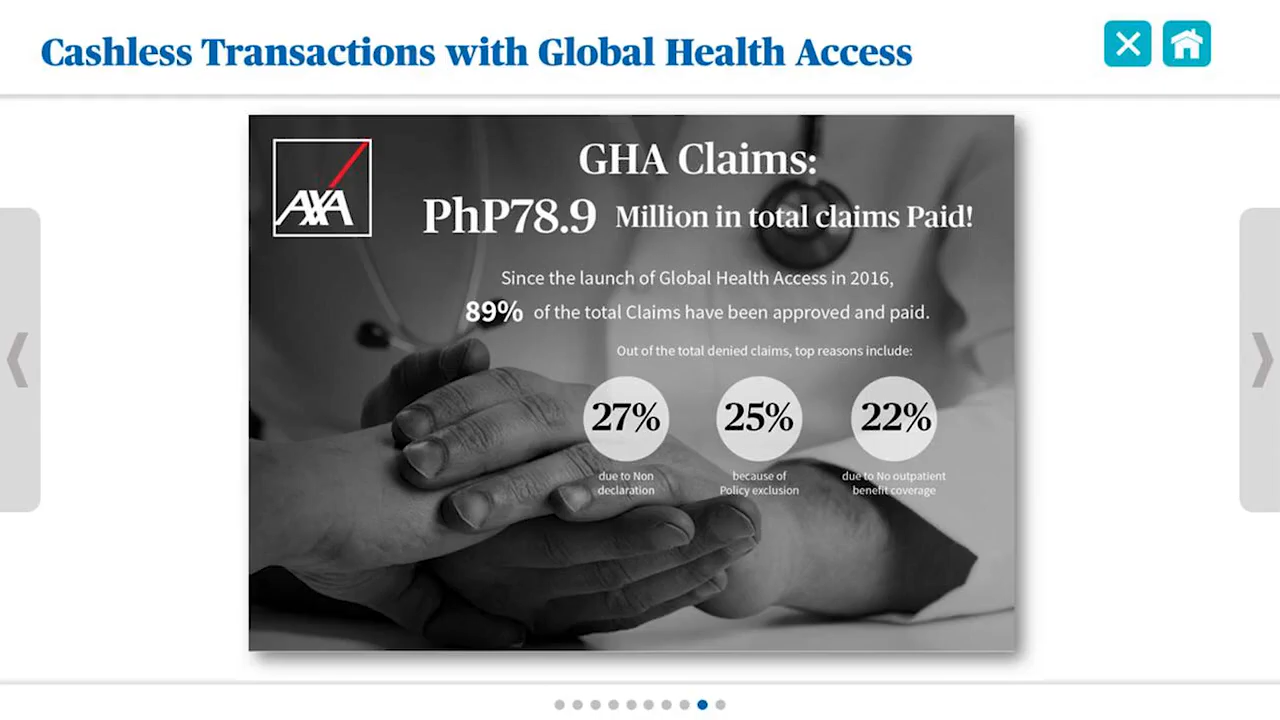 Cashless Transactions with Global Health Access
AXA
GHA Claims:
PhP78.9 Million in total claims Paid!
Since the launch of Global Health Access in 2016,
89% of the total Claims have been approved and paid.
Out of the total denied claims, top reasons include:
27% 25% 22%
due to Non because of due to No outpatient
declaration Policy exclusion benefit coverage